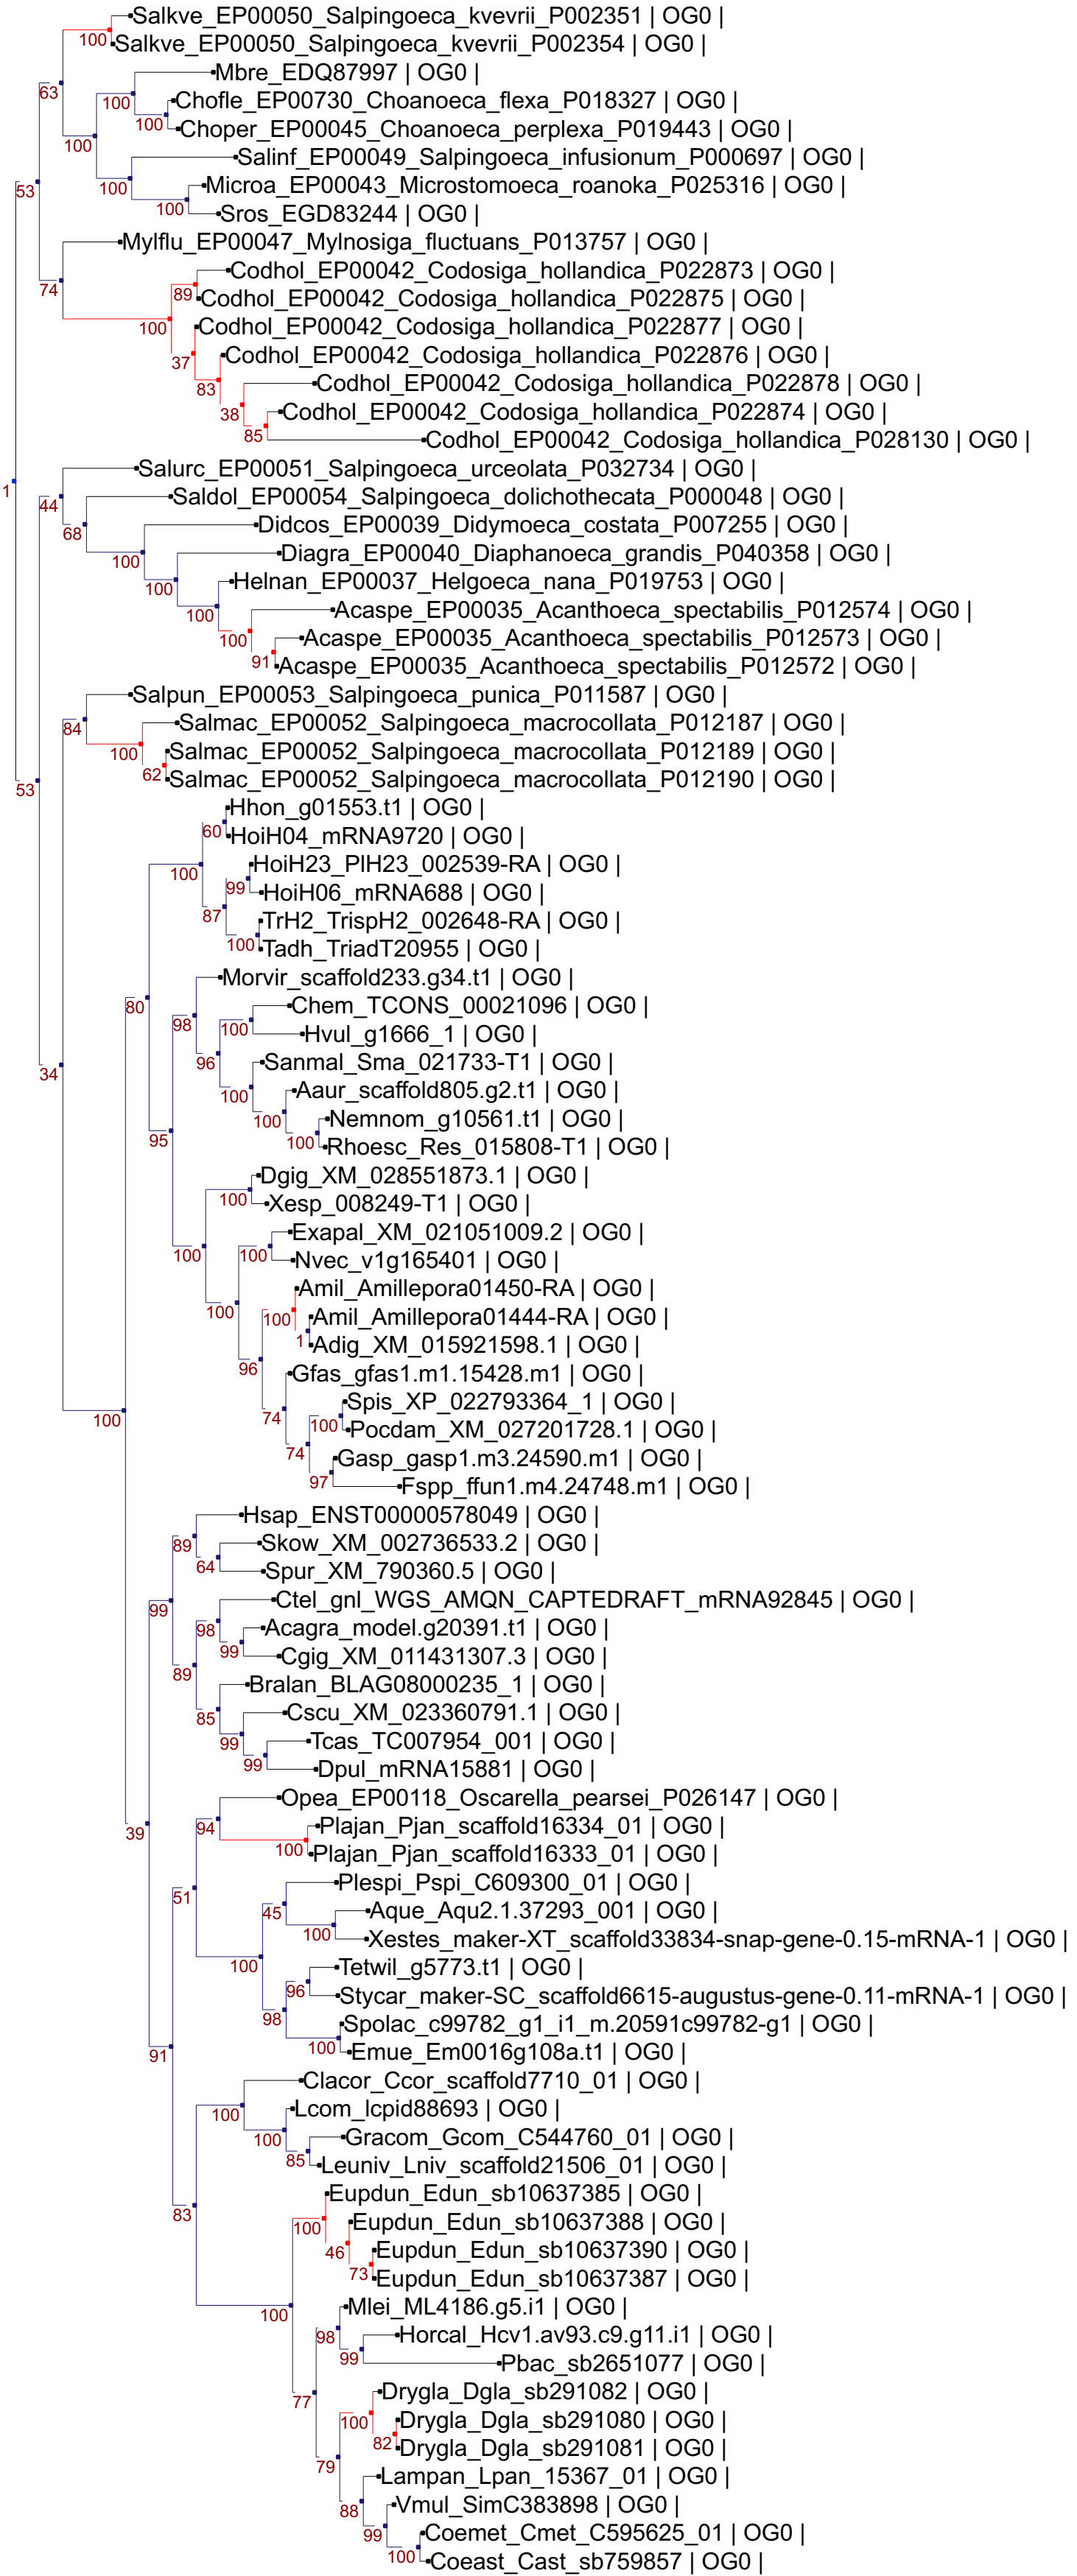 Salkve_EP00050_Salpingoeca_kvevrii_P002351 | OG0 |
100
Salkve_EP00050_Salpingoeca_kvevrii_P002354 | OG0 |
Mbre_EDQ87997 | OG0 |
63
100
Chofle_EP00730_Choanoeca_flexa_P018327 | OG0 |
100
Choper_EP00045_Choanoeca_perplexa_P019443 | OG0 |
100
Salinf_EP00049_Salpingoeca_infusionum_P000697 | OG0 |
53
100
Microa_EP00043_Microstomoeca_roanoka_P025316 | OG0 |
100
Sros_EGD83244 | OG0 |
Mylflu_EP00047_Mylnosiga_fluctuans_P013757 | OG0 |
74
Codhol_EP00042_Codosiga_hollandica_P022873 | OG0 |
89
Codhol_EP00042_Codosiga_hollandica_P022875 | OG0 |
100
Codhol_EP00042_Codosiga_hollandica_P022877 | OG0 |
37
Codhol_EP00042_Codosiga_hollandica_P022876 | OG0 |
83
Codhol_EP00042_Codosiga_hollandica_P022878 | OG0 |
38
Codhol_EP00042_Codosiga_hollandica_P022874 | OG0 |
85
Codhol_EP00042_Codosiga_hollandica_P028130 | OG0 |
Salurc_EP00051_Salpingoeca_urceolata_P032734 | OG0 |
1
44
Saldol_EP00054_Salpingoeca_dolichothecata_P000048 | OG0 |
68
Didcos_EP00039_Didymoeca_costata_P007255 | OG0 |
100
Diagra_EP00040_Diaphanoeca_grandis_P040358 | OG0 |
100
Helnan_EP00037_Helgoeca_nana_P019753 | OG0 |
100
Acaspe_EP00035_Acanthoeca_spectabilis_P012574 | OG0 |
100
Acaspe_EP00035_Acanthoeca_spectabilis_P012573 | OG0 |
91
Acaspe_EP00035_Acanthoeca_spectabilis_P012572 | OG0 |
Salpun_EP00053_Salpingoeca_punica_P011587 | OG0 |
84
Salmac_EP00052_Salpingoeca_macrocollata_P012187 | OG0 |
100
Salmac_EP00052_Salpingoeca_macrocollata_P012189 | OG0 |
62
Salmac_EP00052_Salpingoeca_macrocollata_P012190 | OG0 |
53
Hhon_g01553.t1 | OG0 |
60
HoiH04_mRNA9720 | OG0 |
100
HoiH23_PlH23_002539-RA | OG0 |
99
HoiH06_mRNA688 | OG0 |
87
TrH2_TrispH2_002648-RA | OG0 |
100
Tadh_TriadT20955 | OG0 |
Morvir_scaffold233.g34.t1 | OG0 |
80
98
Chem_TCONS_00021096 | OG0 |
100
Hvul_g1666_1 | OG0 |
96
Sanmal_Sma_021733-T1 | OG0 |
34
100
Aaur_scaffold805.g2.t1 | OG0 |
100
Nemnom_g10561.t1 | OG0 |
95
100
Rhoesc_Res_015808-T1 | OG0 |
Dgig_XM_028551873.1 | OG0 |
100
Xesp_008249-T1 | OG0 |
Exapal_XM_021051009.2 | OG0 |
100
100
Nvec_v1g165401 | OG0 |
Amil_Amillepora01450-RA | OG0 |
100
100
Amil_Amillepora01444-RA | OG0 |
1
Adig_XM_015921598.1 | OG0 |
96
Gfas_gfas1.m1.15428.m1 | OG0 |
Spis_XP_022793364_1 | OG0 |
74
100
100
Pocdam_XM_027201728.1 | OG0 |
74
Gasp_gasp1.m3.24590.m1 | OG0 |
97
Fspp_ffun1.m4.24748.m1 | OG0 |
Hsap_ENST00000578049 | OG0 |
89
Skow_XM_002736533.2 | OG0 |
64
Spur_XM_790360.5 | OG0 |
99
Ctel_gnl_WGS_AMQN_CAPTEDRAFT_mRNA92845 | OG0 |
98
Acagra_model.g20391.t1 | OG0 |
99
Cgig_XM_011431307.3 | OG0 |
89
Bralan_BLAG08000235_1 | OG0 |
85
Cscu_XM_023360791.1 | OG0 |
99
Tcas_TC007954_001 | OG0 |
99
Dpul_mRNA15881 | OG0 |
Opea_EP00118_Oscarella_pearsei_P026147 | OG0 |
39
94
Plajan_Pjan_scaffold16334_01 | OG0 |
100
Plajan_Pjan_scaffold16333_01 | OG0 |
Plespi_Pspi_C609300_01 | OG0 |
51
45
Aque_Aqu2.1.37293_001 | OG0 |
100
Xestes_maker-XT_scaffold33834-snap-gene-0.15-mRNA-1 | OG0 |
100
Tetwil_g5773.t1 | OG0 |
96
Stycar_maker-SC_scaffold6615-augustus-gene-0.11-mRNA-1 | OG0 |
98
Spolac_c99782_g1_i1_m.20591c99782-g1 | OG0 |
100
91
Emue_Em0016g108a.t1 | OG0 |
Clacor_Ccor_scaffold7710_01 | OG0 |
100
Lcom_lcpid88693 | OG0 |
100
Gracom_Gcom_C544760_01 | OG0 |
85
Leuniv_Lniv_scaffold21506_01 | OG0 |
83
Eupdun_Edun_sb10637385 | OG0 |
100
Eupdun_Edun_sb10637388 | OG0 |
46
Eupdun_Edun_sb10637390 | OG0 |
73
Eupdun_Edun_sb10637387 | OG0 |
100
Mlei_ML4186.g5.i1 | OG0 |
98
Horcal_Hcv1.av93.c9.g11.i1 | OG0 |
99
Pbac_sb2651077 | OG0 |
77
Drygla_Dgla_sb291082 | OG0 |
100
Drygla_Dgla_sb291080 | OG0 |
82
Drygla_Dgla_sb291081 | OG0 |
79
Lampan_Lpan_15367_01 | OG0 |
88
Vmul_SimC383898 | OG0 |
99
Coemet_Cmet_C595625_01 | OG0 |
100
Coeast_Cast_sb759857 | OG0 |